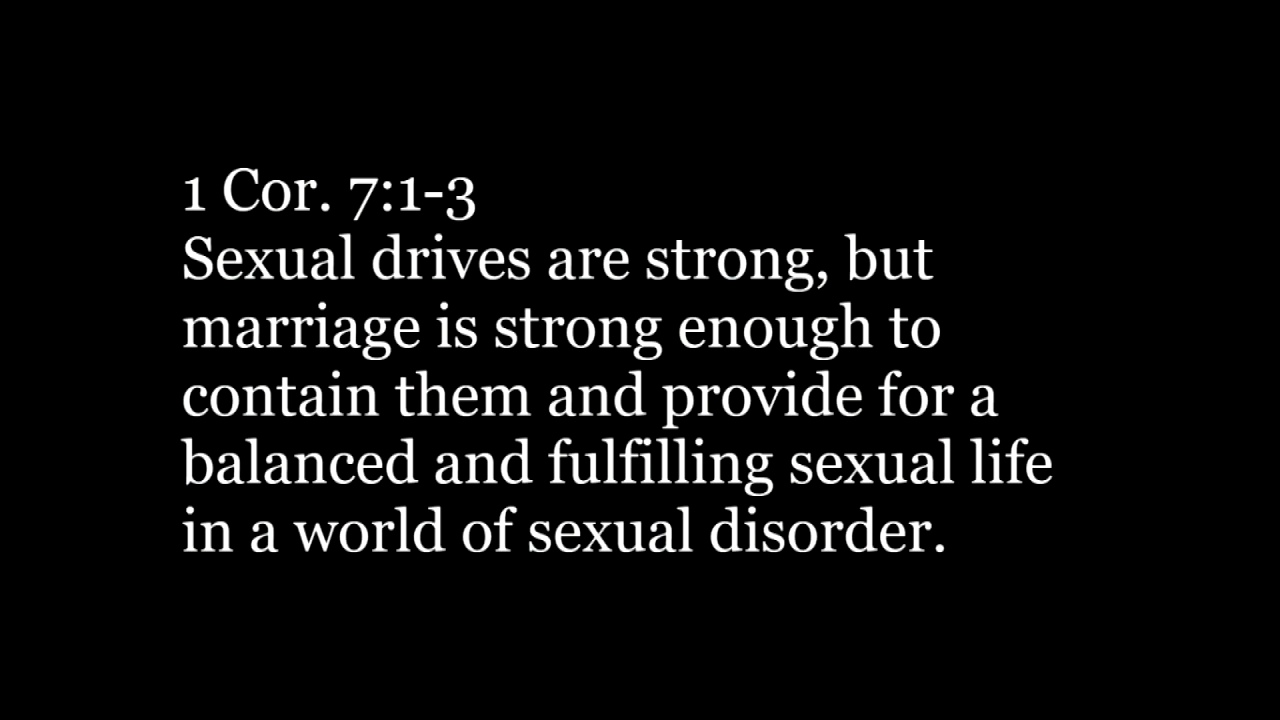 1 Cor. 7:1-3
Sexual drives are strong, but
marriage is strong enough to
contain them and provide for a
balanced and fulfilling sexual life
in a world of sexual disorder.